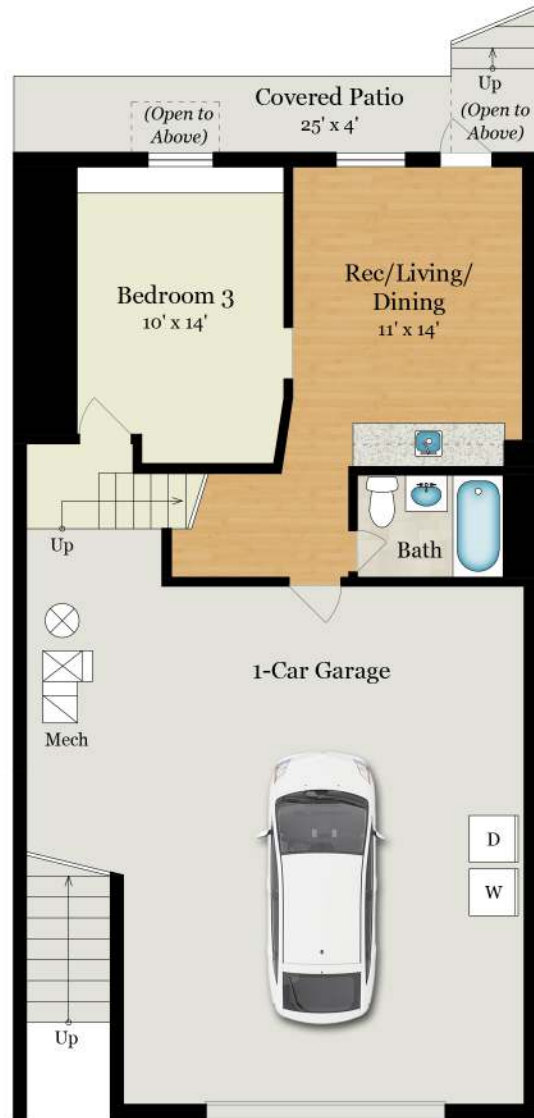 Up
(Open to
Above)
Covered Patio
25' x 4'
(Open to
Above)
Bedroom 3
10' x 14'
Rec/Living/
Dining
11' x 14'
Up
Bath
1-Car Garage
Mech
D
W
Up